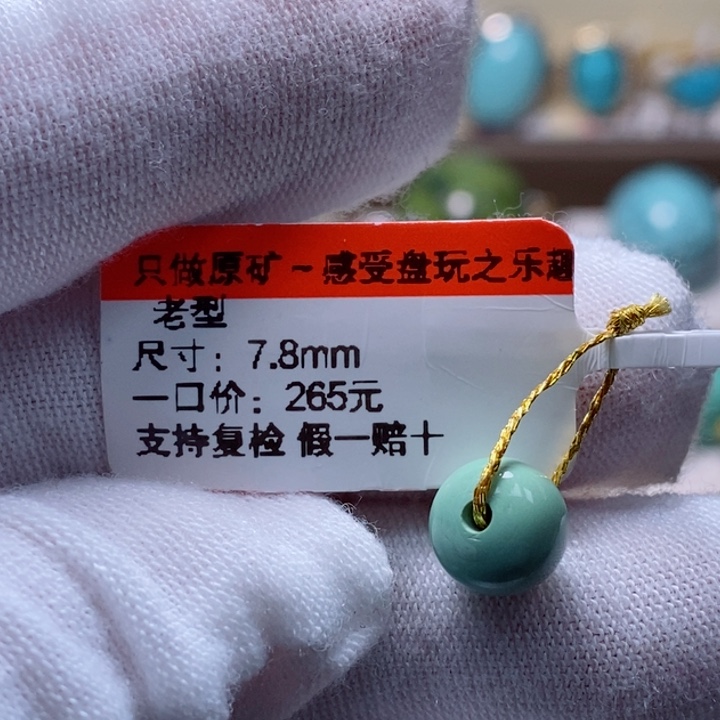 只做原矿~感受盘玩之乐趣
老型
尺寸：7.8mm
一口价：265元
支持复检 假一赔十